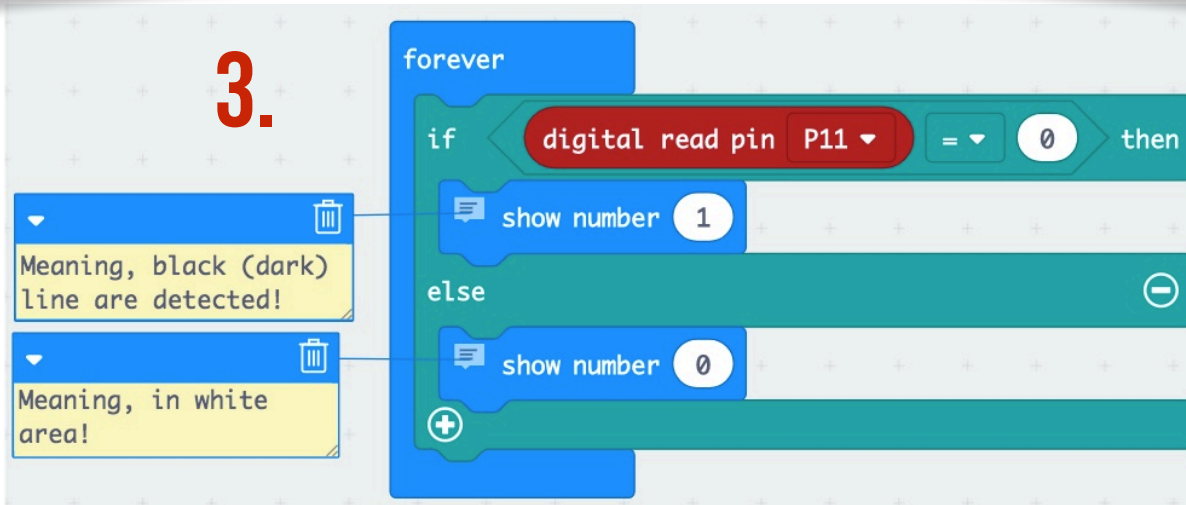 3.
forever
if digital read pin P11 = 0 then
show number 1
Meaning, black (dark)
line are detected!
else
show number 0
Meaning, in white
area!